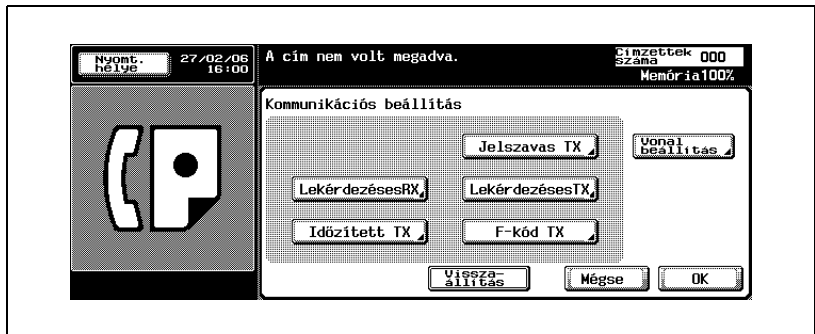 Nyomt.
helye
27/02/06
16:00
A cím nem volt megadva.
Címzettek
száma 000
Memória100%
Kommunikációs beállítás
Jelszavas TX
Vonal
beállítás
LekérdezésesRX
LekérdezésesTX
Időzített TX
F-kód TX
Vissza-
állítás
Mégse
OK